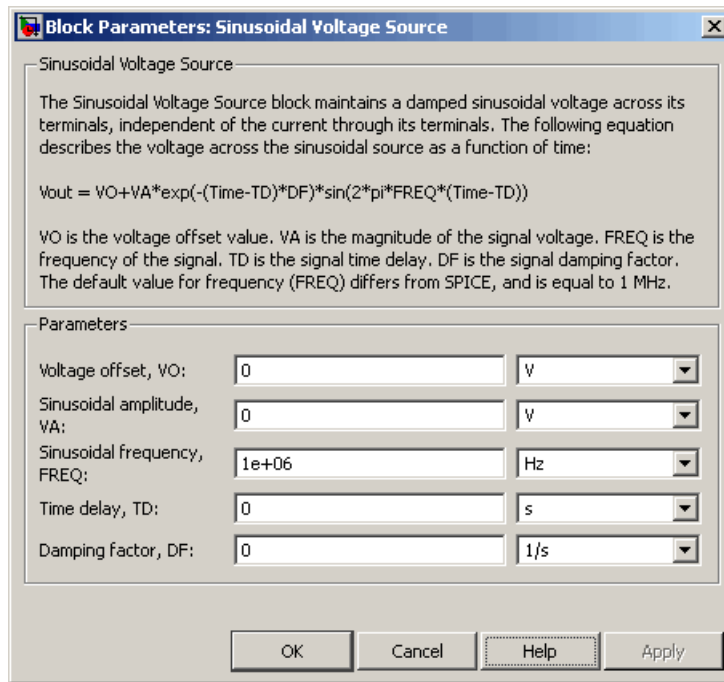 Block Parameters: Sinusoidal Voltage Source
Sinusoidal Voltage Source
The Sinusoidal Voltage Source block maintains a damped sinusoidal voltage across its
terminals, independent of the current through its terminals. The following equation
describes the voltage across the sinusoidal source as a function of time:
Vout = VO+VA*exp(-(Time-TD)*DF)*sin(2*pi*FREQ*(Time-TD))
VO is the voltage offset value. VA is the magnitude of the signal voltage. FREQ is the
frequency of the signal. TD is the signal time delay. DF is the signal damping factor.
The default value for frequency (FREQ) differs from SPICE, and is equal to 1 MHz.
Parameters
Voltage offset, VO: 0 V
Sinusoidal amplitude,
VA: 0 V
Sinusoidal frequency,
FREQ: 1e+06 Hz
Time delay, TD: 0 s
Damping factor, DF: 0 1/s
OK Cancel Help Apply